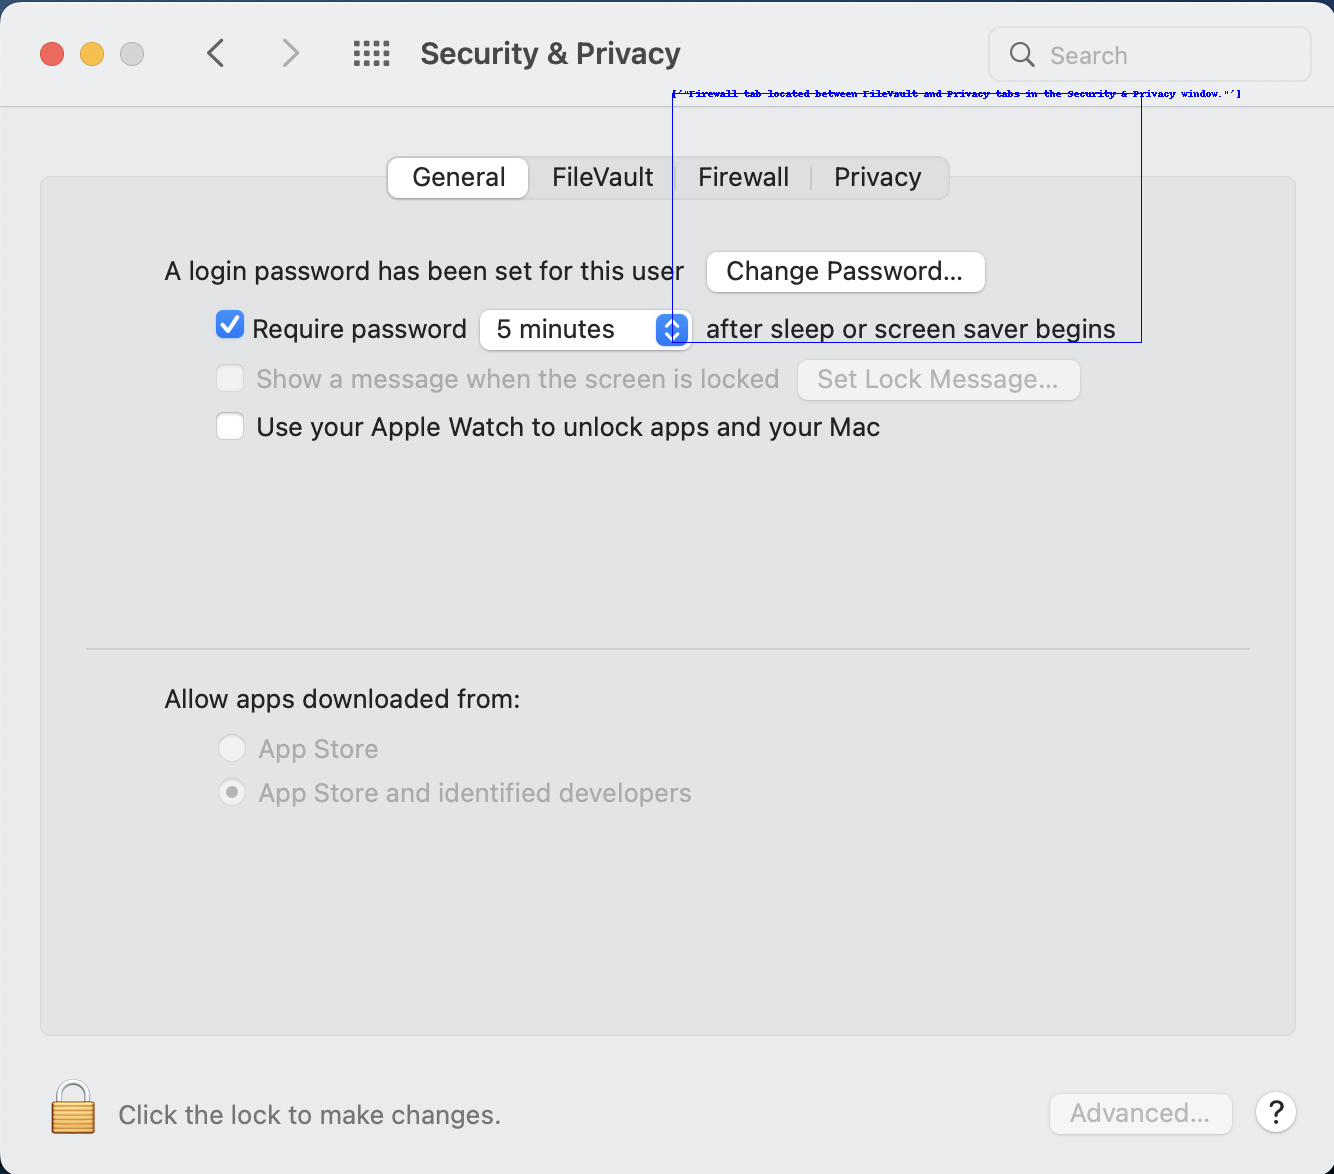 Security & Privacy
Search
['"Firewall tab located between FileVault and Privacy tabs in the Security & Privacy window."']
General FileVault Firewall Privacy
A login password has been set for this user Change Password...
Require password 5 minutes after sleep or screen saver begins
Show a message when the screen is locked Set Lock Message...
Use your Apple Watch to unlock apps and your Mac
Allow apps downloaded from:
App Store
App Store and identified developers
Click the lock to make changes. Advanced... ?